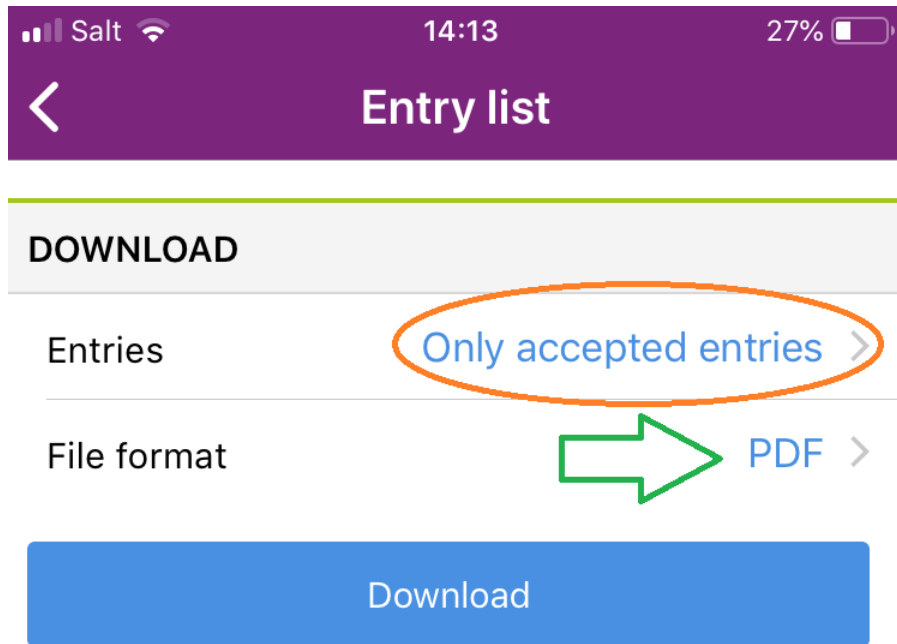 Salt 14:13 27%
Entry list
DOWNLOAD
Entries Only accepted entries
File format PDF
Download